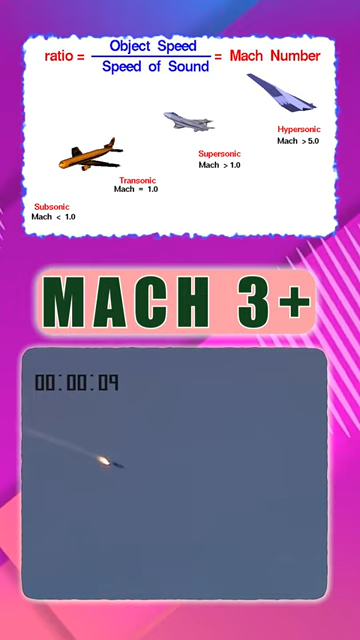 ratio = Object Speed / Speed of Sound = Mach Number
Hypersonic
Mach > 5.0
Supersonic
Mach > 1.0
Transonic
Mach = 1.0
Subsonic
Mach < 1.0
MACH 3+
00:00:09